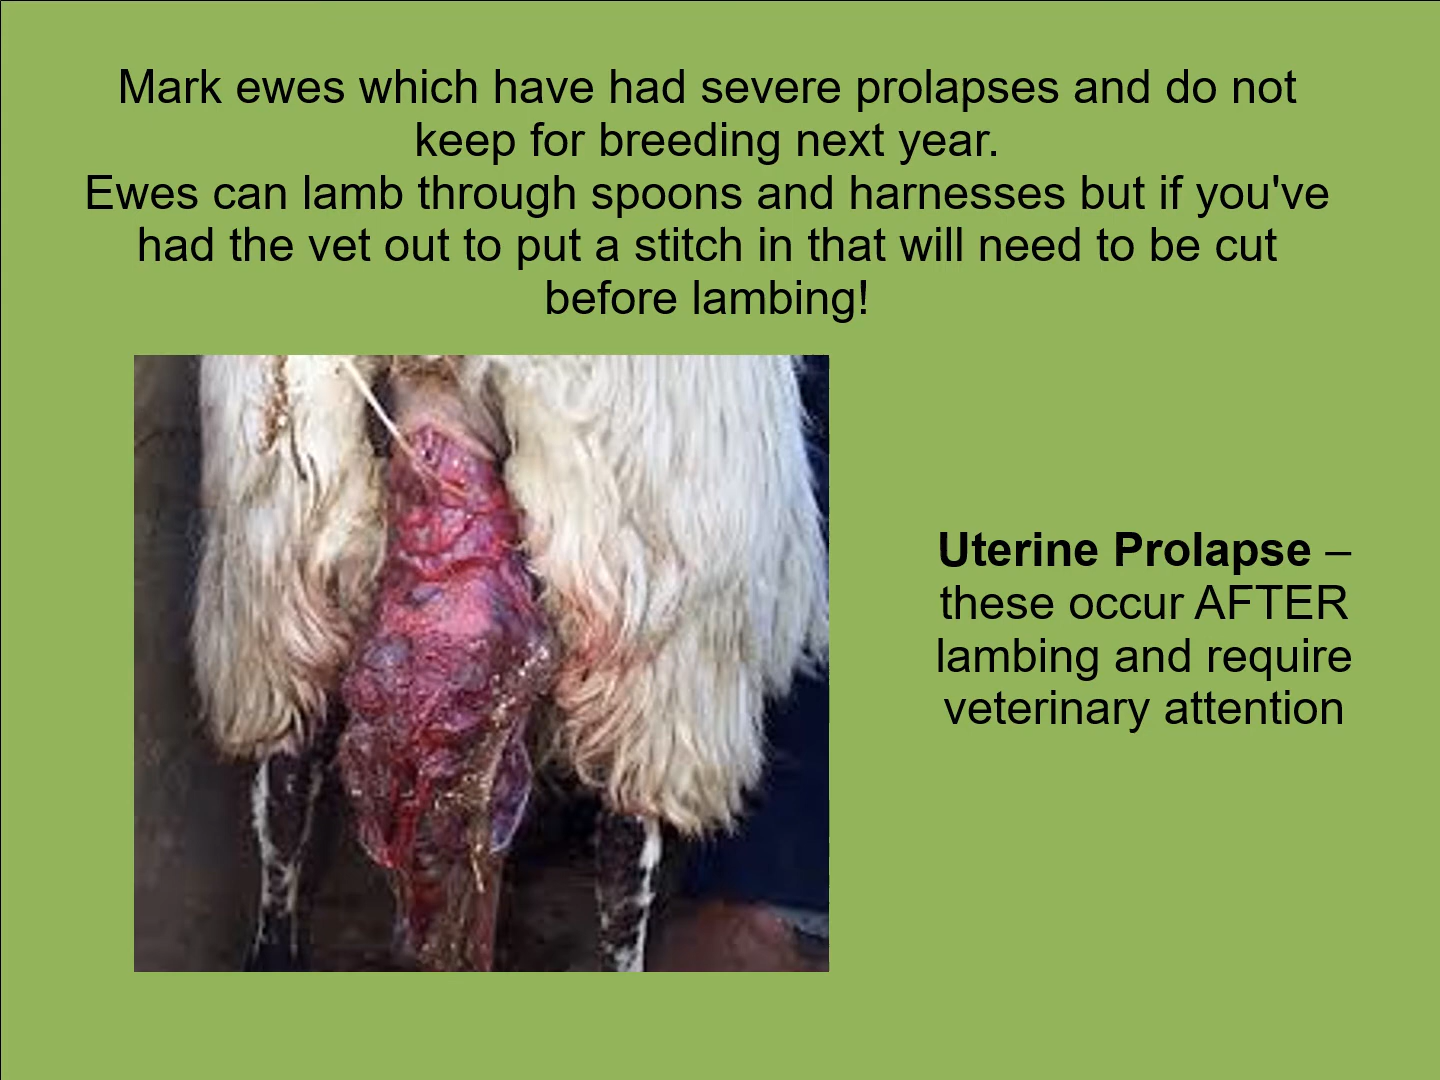 Mark ewes which have had severe prolapses and do not
keep for breeding next year.
Ewes can lamb through spoons and harnesses but if you've
had the vet out to put a stitch in that will need to be cut
before lambing!
Uterine Prolapse –
these occur AFTER
lambing and require
veterinary attention